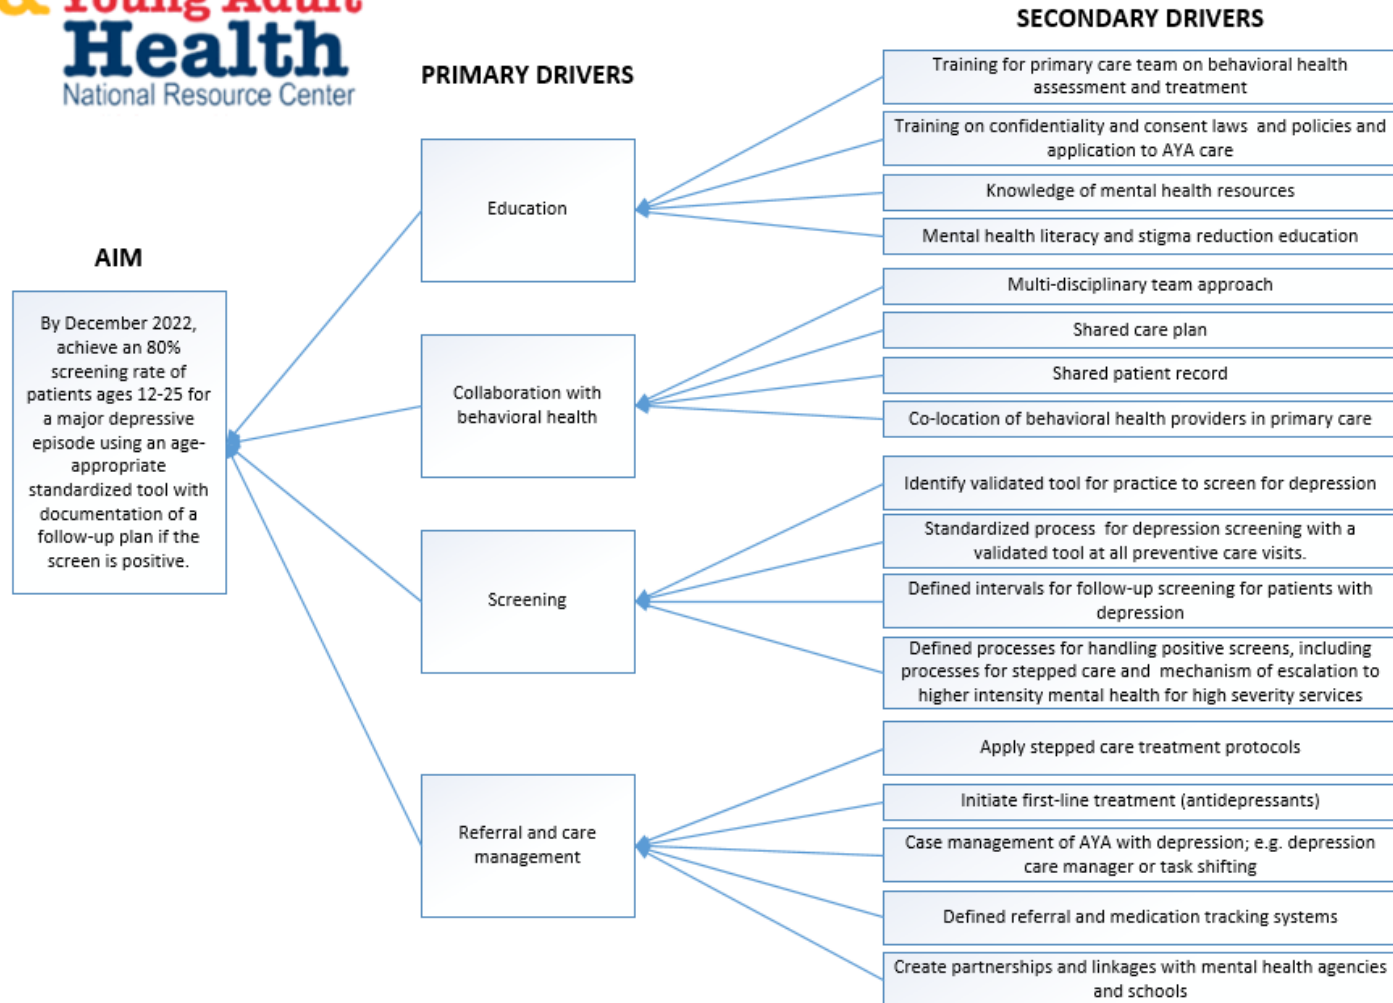 & Young Adult
Health
National Resource Center
SECONDARY DRIVERS
PRIMARY DRIVERS
AIM
By December 2022,
achieve an 80%
screening rate of
patients ages 12-25 for
a major depressive
episode using an age-
appropriate
standardized tool with
documentation of a
follow-up plan if the
screen is positive.
Education
Collaboration with
behavioral health
Screening
Referral and care
management
Training for primary care team on behavioral health
assessment and treatment
Training on confidentiality and consent laws and policies and
application to AYA care
Knowledge of mental health resources
Mental health literacy and stigma reduction education
Multi-disciplinary team approach
Shared care plan
Shared patient record
Co-location of behavioral health providers in primary care
Identify validated tool for practice to screen for depression
Standardized process for depression screening with a
validated tool at all preventive care visits.
Defined intervals for follow-up screening for patients with
depression
Defined processes for handling positive screens, including
processes for stepped care and mechanism of escalation to
higher intensity mental health for high severity services
Apply stepped care treatment protocols
Initiate first-line treatment (antidepressants)
Case management of AYA with depression; e.g. depression
care manager or task shifting
Defined referral and medication tracking systems
Create partnerships and linkages with mental health agencies
and schools